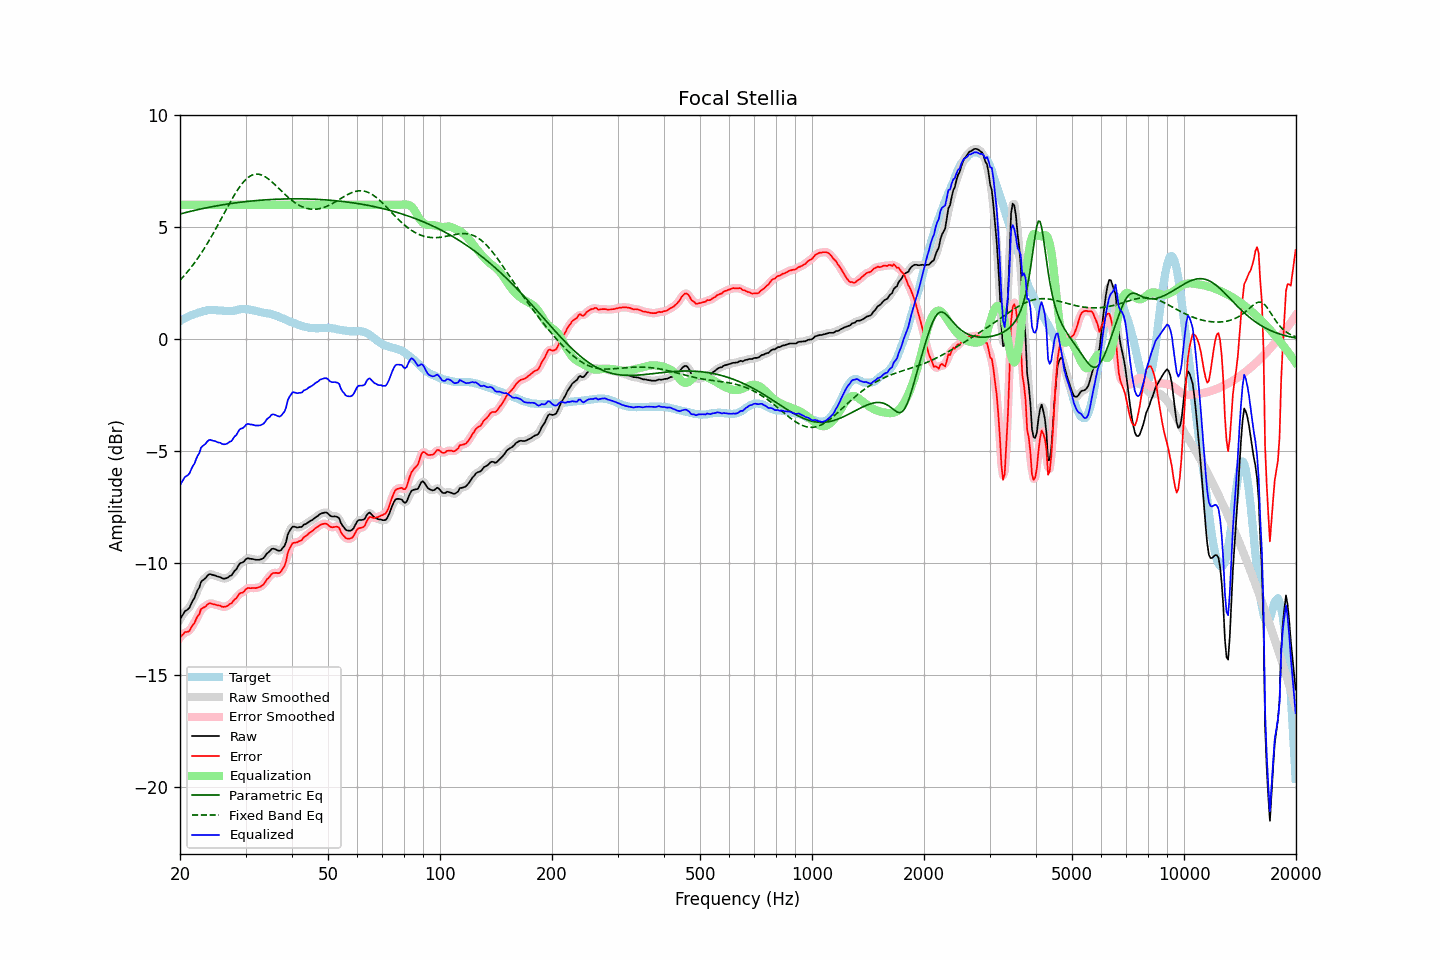 Focal Stellia
10
5
0
−5
−10
−15
−20
Amplitude (dBr)
Target
Raw Smoothed
Error Smoothed
Raw
Error
Equalization
Parametric Eq
Fixed Band Eq
Equalized
20 50 100 200 500 1000 2000 5000 10000 20000
Frequency (Hz)